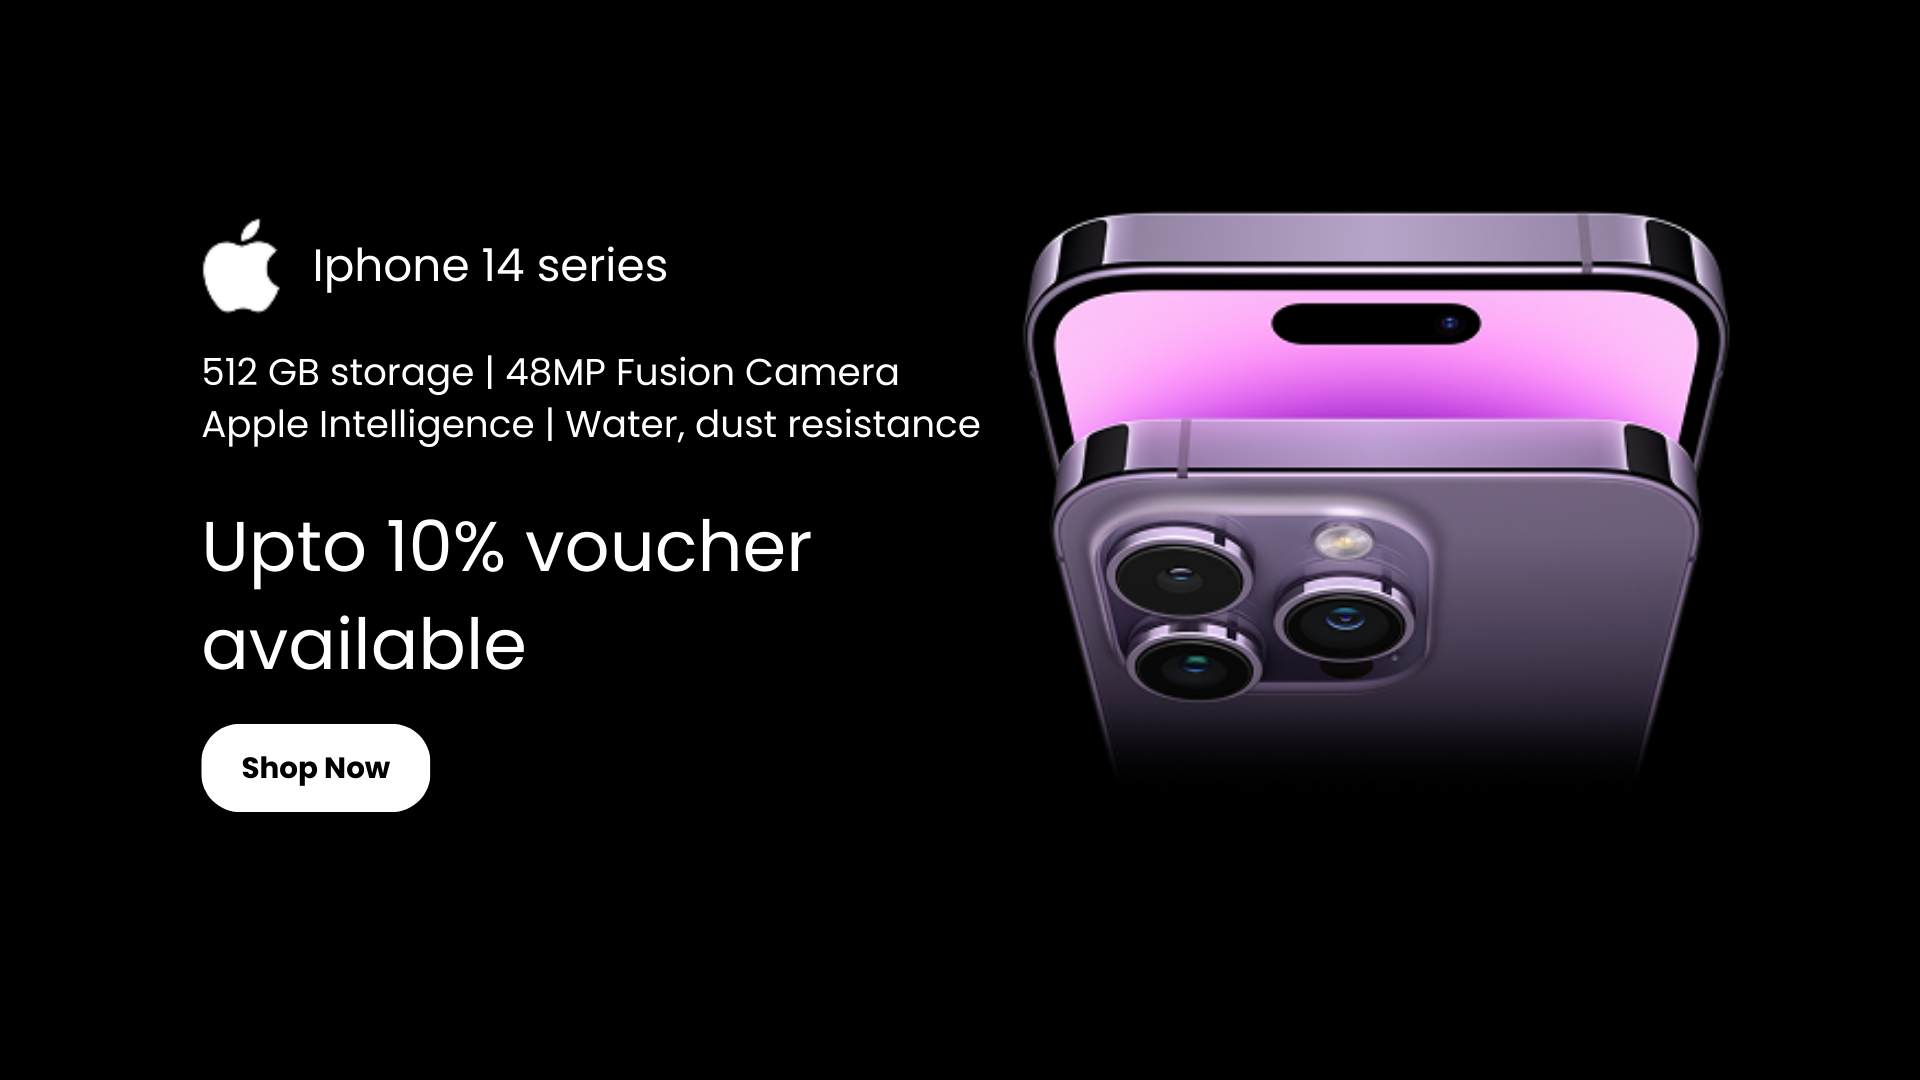 Iphone 14 series
512 GB storage | 48MP Fusion Camera
Apple Intelligence | Water, dust resistance
Upto 10% voucher
available
Shop Now